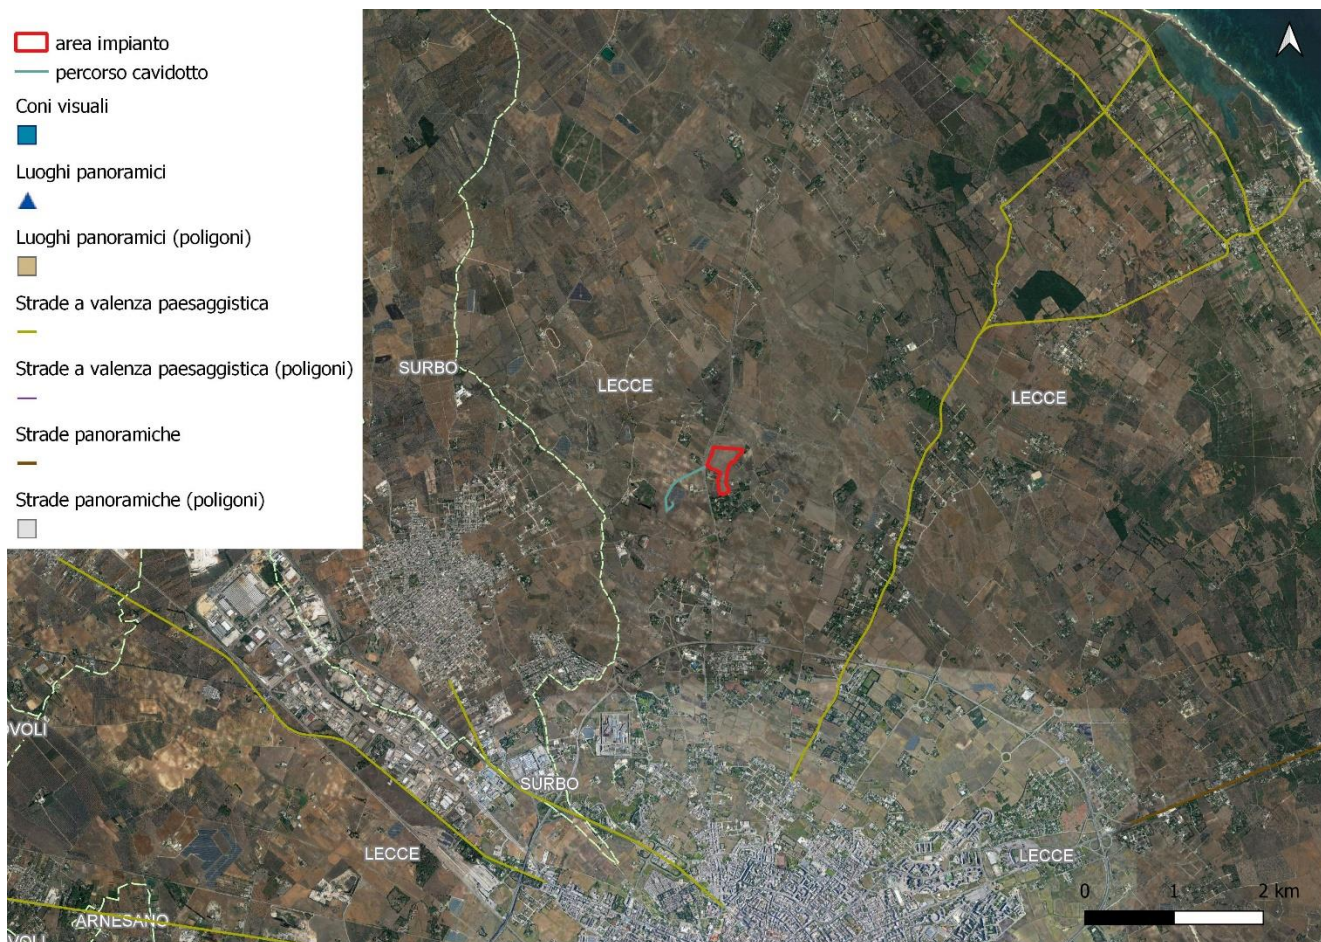 area impianto
percorso cavidotto
Coni visuali
Luoghi panoramici
Luoghi panoramici (poligoni)
Strade a valenza paesaggistica
Strade a valenza paesaggistica (poligoni)
Strade panoramiche
Strade panoramiche (poligoni)
SURBO
LECCE
LECCE
OVOLI
SURBO
LECCE
LECCE
ARNESANO
VOLI
0 1 2 km